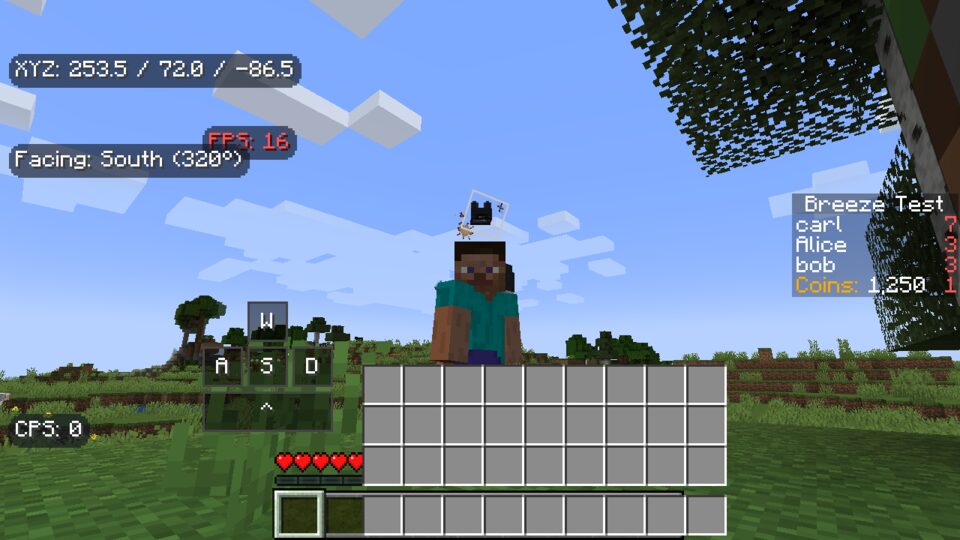 XYZ: 253.5 / 72.0 / -86.5
FPS: 16
Facing: South (320°)
Breeze Test
carl 7
Alice 3
bob 3
Coins: 1,250 1
W
A S D
^
CPS: 0